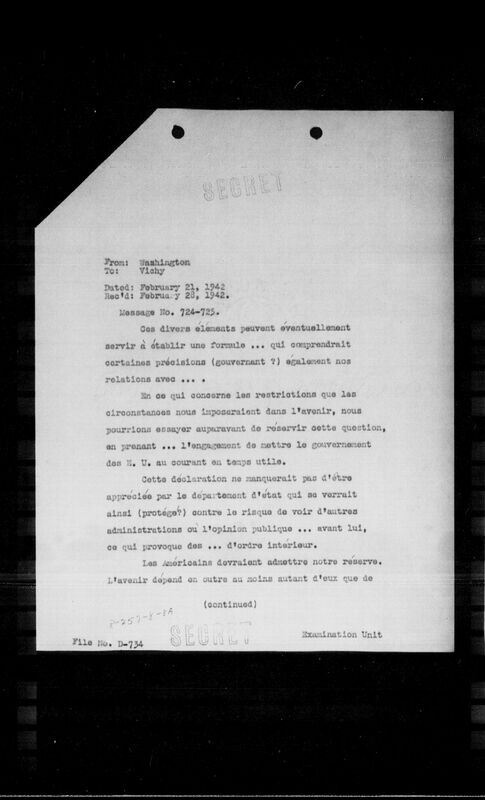 SECRET
From: Washington
To: Vichy
Dated: February 21, 1942
Rec'd: February 28, 1942.
Message No. 724-725.
Ces divers éléments peuvent éventuellement
servir à établir une formule ... qui comprendrait
certaines précisions (gouvernant ?) également nos
relations avec ... .
En ce qui concerne les restrictions que les
circonstances nous imposeraient dans l'avenir, nous
pourrions essayer auparavant de réserver cette question,
en prenant ... l'engagement de mettre le gouvernement
des E. U. au courant en temps utile.
Cette déclaration ne manquerait pas d'être
appréciée par le département d'état qui se verrait
ainsi (protégé?) contre le risque de voir d'autres
administrations où l'opinion publique ... avant lui,
ce qui provoque des ... d'ordre intérieur.
Les Américains devraient admettre notre réserve.
L'avenir dépend en outre au moins autant d'eux que de
(continued)
SECRET
Examination Unit
File No. D-734